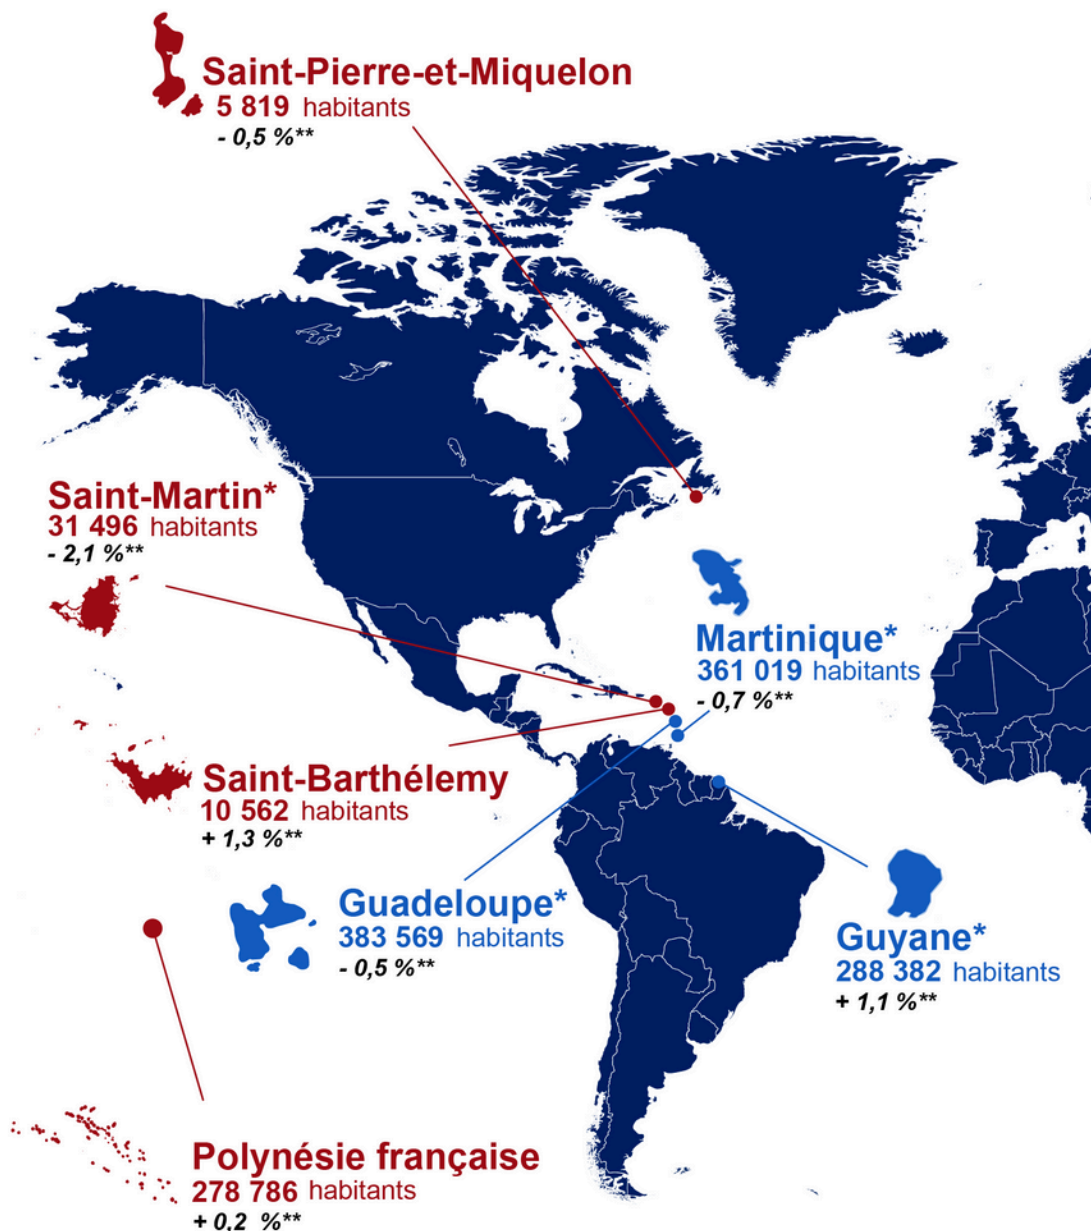 Saint-Pierre-et-Miquelon
5 819 habitants
- 0,5 %**
Saint-Martin*
31 496 habitants
- 2,1 %**
Martinique*
361 019 habitants
- 0,7 %**
Saint-Barthélemy
10 562 habitants
+ 1,3 %**
Guadeloupe*
383 569 habitants
- 0,5 %**
Guyane*
288 382 habitants
+ 1,1 %**
Polynésie française
278 786 habitants
+ 0,2 %**